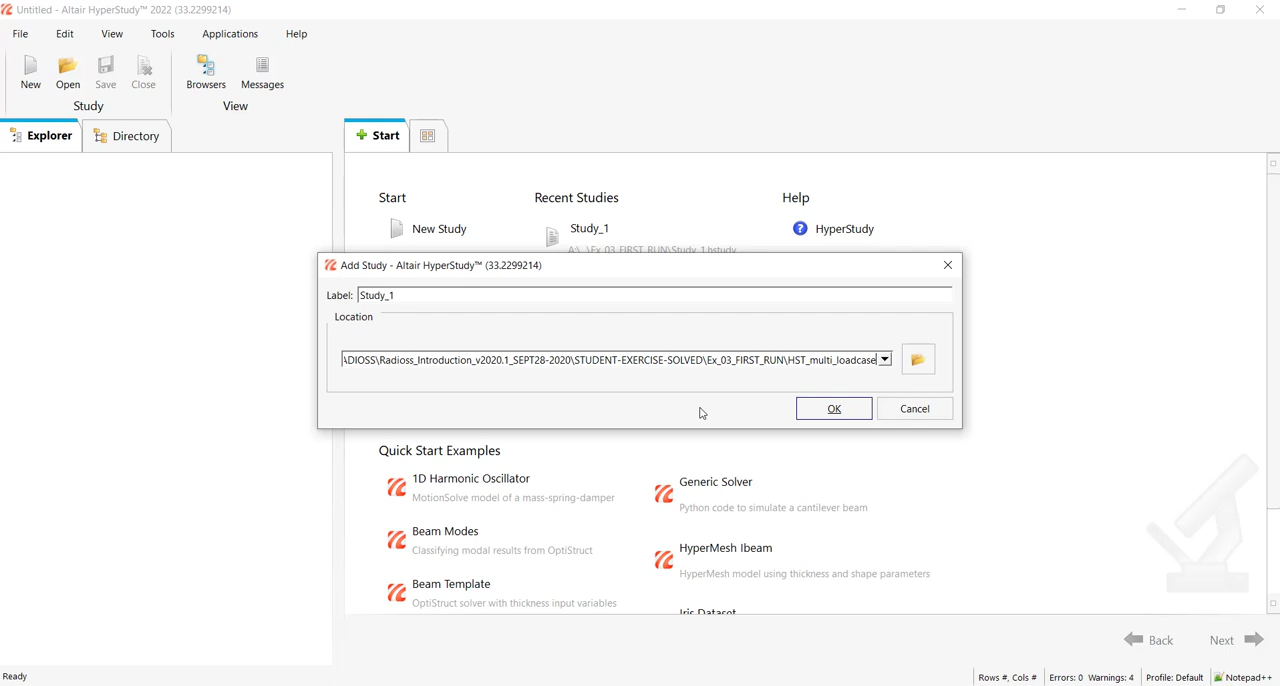 Untitled - Altair HyperStudy™ 2022 (33.2299214)
File Edit View Tools Applications Help
New Open Save Close Browsers Messages
Study View
Explorer Directory Start
Start Recent Studies Help
New Study Study_1 HyperStudy
A:\...\Ex_03_FIRST_RUN\Study_1.hstudy
Add Study - Altair HyperStudy™ (33.2299214)
Label: Study_1
Location
\DIOSS\Radioss_Introduction_v2020.1_SEPT28-2020\STUDENT-EXERCISE-SOLVED\Ex_03_FIRST_RUN\HST_multi_loadcase
OK Cancel
Quick Start Examples
1D Harmonic Oscillator
MotionSolve model of a mass-spring-damper
Generic Solver
Python code to simulate a cantilever beam
Beam Modes
Classifying modal results from OptiStruct
HyperMesh Ibeam
HyperMesh model using thickness and shape parameters
Beam Template
OptiStruct solver with thickness input variables
Iris Dataset
Back Next
Ready
Rows #, Cols # Errors: 0 Warnings: 4 Profile: Default Notepad++